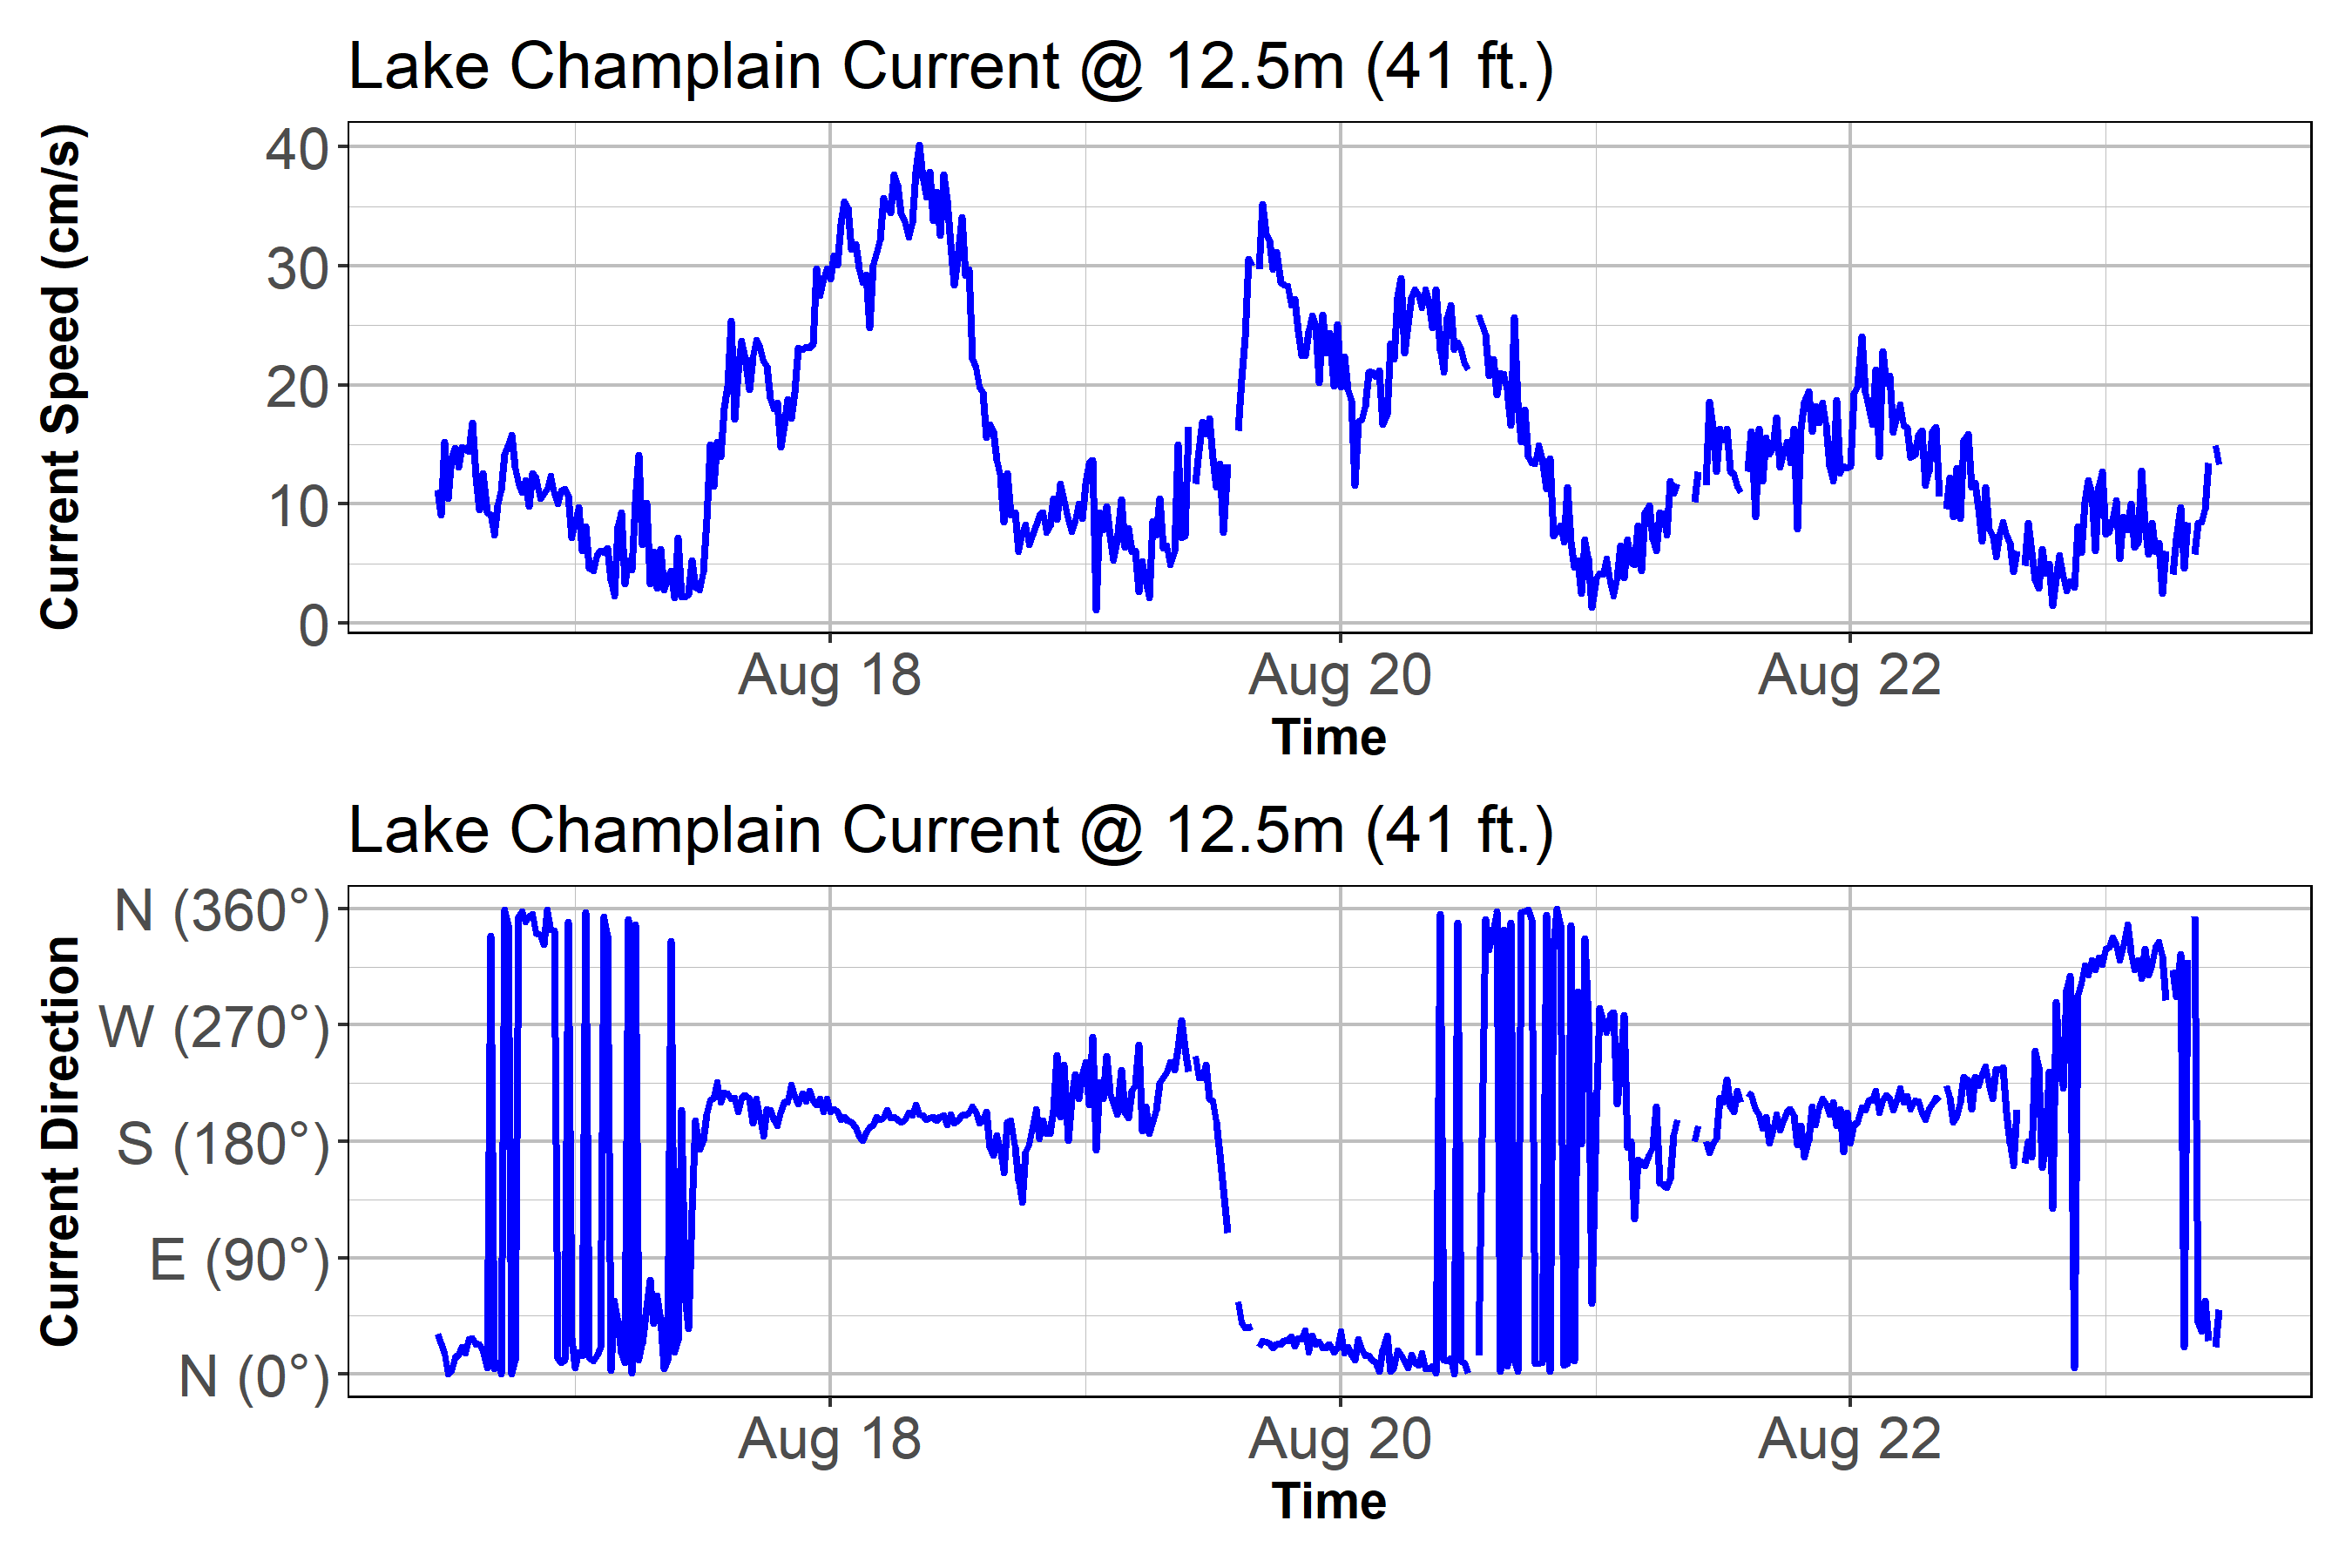 Lake Champlain Current @ 12.5m (41 ft.)
Current Speed (cm/s)
40
30
20
10
0
Aug 18 Aug 20 Aug 22
Time
Lake Champlain Current @ 12.5m (41 ft.)
Current Direction
N (360°)
W (270°)
S (180°)
E (90°)
N (0°)
Aug 18 Aug 20 Aug 22
Time